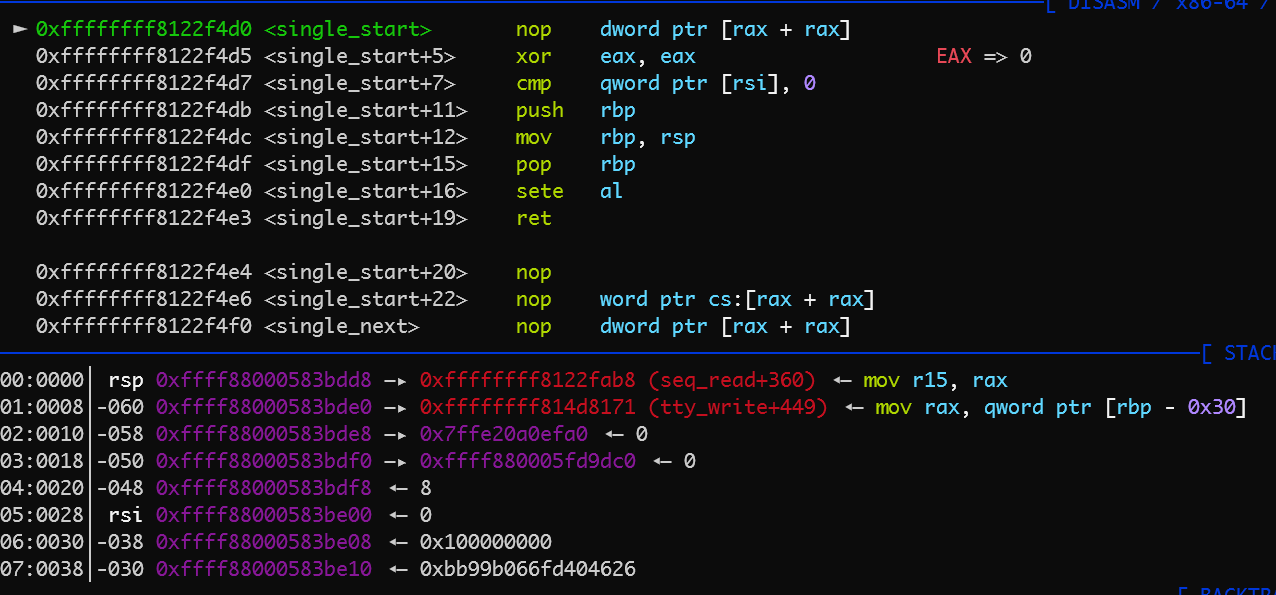 [ DISASM / x86-64 /
► 0xffffffff8122f4d0 <single_start> nop dword ptr [rax + rax]
0xffffffff8122f4d5 <single_start+5> xor eax, eax EAX => 0
0xffffffff8122f4d7 <single_start+7> cmp qword ptr [rsi], 0
0xffffffff8122f4db <single_start+11> push rbp
0xffffffff8122f4dc <single_start+12> mov rbp, rsp
0xffffffff8122f4df <single_start+15> pop rbp
0xffffffff8122f4e0 <single_start+16> sete al
0xffffffff8122f4e3 <single_start+19> ret
0xffffffff8122f4e4 <single_start+20> nop
0xffffffff8122f4e6 <single_start+22> nop word ptr cs:[rax + rax]
0xffffffff8122f4f0 <single_next> nop dword ptr [rax + rax]
[ STACK
00:0000│ rsp 0xffff88000583bdd8 —▸ 0xffffffff8122fab8 (seq_read+360) ◂— mov r15, rax
01:0008│-060 0xffff88000583bde0 —▸ 0xffffffff814d8171 (tty_write+449) ◂— mov rax, qword ptr [rbp - 0x30]
02:0010│-058 0xffff88000583bde8 —▸ 0x7ffe20a0efa0 ◂— 0
03:0018│-050 0xffff88000583bdf0 —▸ 0xffff880005fd9dc0 ◂— 0
04:0020│-048 0xffff88000583bdf8 ◂— 8
05:0028│ rsi 0xffff88000583be00 ◂— 0
06:0030│-038 0xffff88000583be08 ◂— 0x100000000
07:0038│-030 0xffff88000583be10 ◂— 0xbb99b066fd404626
[ BACKTR